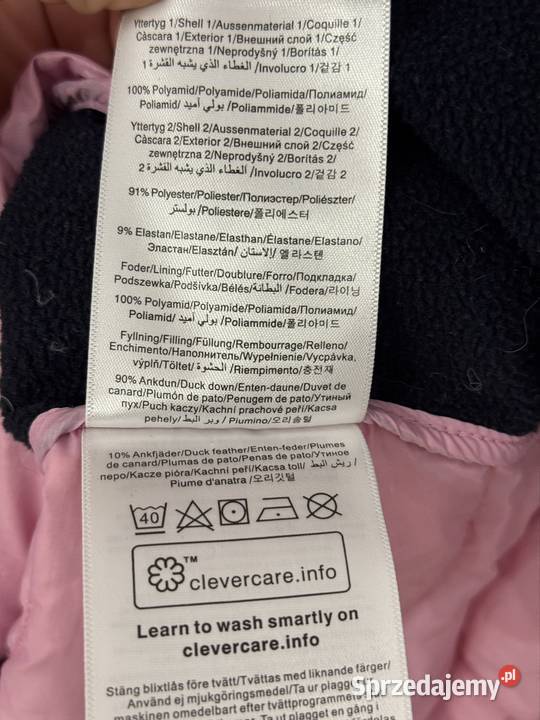 Yttertyg 1/Shell 1/Aussenmaterial 1/Coquille 1/
Càscara 1/Exterior 1/Внешний слой 1/Część
zewnętrzna 1/Neprodyšný 1/Borítás 1/
الغطاء الذي يشبه القشرة 1 /Involucro 1/겉감 1
100% Polyamid/Polyamide/Poliamida/Полиамид/
Poliamid/ بولي أميد /Poliammide/폴리아미드
Yttertyg 2/Shell 2/Aussenmaterial 2/Coquille 2/
Càscara 2/Exterior 2/Внешний слой 2/Część
zewnętrzna 2/Neprodyšný 2/Borítás 2/
الغطاء الذي يشبه القشرة 2 /Involucro 2/겉감 2
91% Polyester/Poliester/Полиэстер/Poliészter/
بولستر /Poliestere/폴리에스터
9% Elastan/Elastane/Elasthan/Élastane/Elastano/
Эластан/Elasztán/ الإلاستان /엘라스텐
Foder/Lining/Futter/Doublure/Forro/Подкладка/
Podszewka/Podšívka/Bélés/البطانة /Fodera/라이닝
100% Polyamid/Polyamide/Poliamida/Полиамид/
Poliamid/ بولي أميد /Poliammide/폴리아미드
Fyllning/Filling/Füllung/Rembourrage/Relleno/
Enchimento/Наполнитель/Wypełnienie/Vycpávka,
výplň/Töltet/ الحشوة /Riempimento/충전재
90% Ankdun/Duck down/Enten-daune/Duvet de
canard/Plumón de pato/Penugem de pato/Утиный
пух/Puch kaczy/Kachní prachové peří/Kacsa
pehely/ وبر البط /Piumino/오리솜털
10% Ankfjäder/Duck feather/Enten-feder/Plumes
de canard/Plumas de pato/Penas de pato/Утиное
перо/Kacze pióra/Kachní peří/Kacsa toll/ ريش البط /
Piume d'anatra /오리깃털
40
TM
clevercare.info
Learn to wash smartly on
clevercare.info
Stäng blixtlås före tvätt/Tvättas med liknande färger/
Använd ej mjukgöringsmedel/Ta ur plagget
maskinen omedelbart efter tvättprogrammets
Sprzedajemy.pl